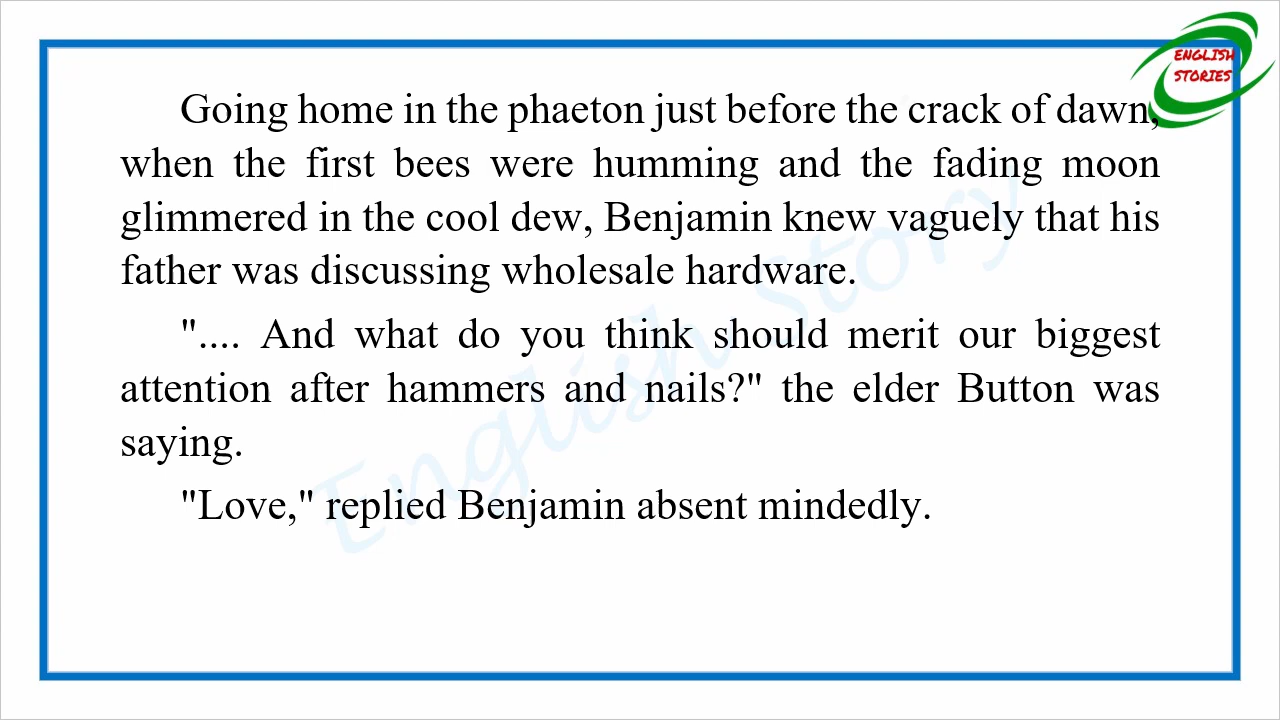 ENGLISH
STORIES
Going home in the phaeton just before the crack of dawn,
when the first bees were humming and the fading moon
glimmered in the cool dew, Benjamin knew vaguely that his
father was discussing wholesale hardware.
".... And what do you think should merit our biggest
attention after hammers and nails?" the elder Button was
saying.
"Love," replied Benjamin absent mindedly.
English Story